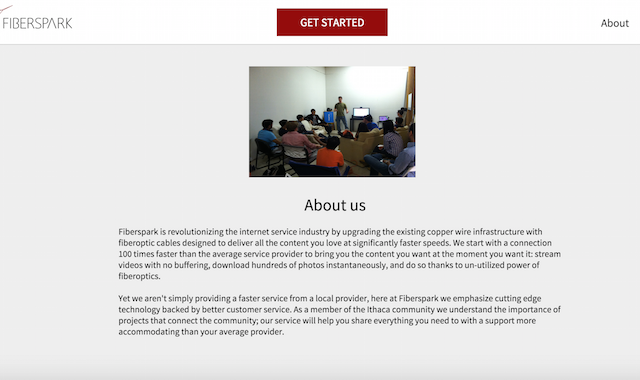 FIBERSPARK
GET STARTED
About
About us
Fiberspark is revolutionizing the internet service industry by upgrading the existing copper wire infrastructure with
fiberoptic cables designed to deliver all the content you love at significantly faster speeds. We start with a connection
100 times faster than the average service provider to bring you the content you want at the moment you want it: stream
videos with no buffering, download hundreds of photos instantaneously, and do so thanks to un-utilized power of
fiberoptics.
Yet we aren't simply providing a faster service from a local provider, here at Fiberspark we emphasize cutting edge
technology backed by better customer service. As a member of the Ithaca community we understand the importance of
projects that connect the community; our service will help you share everything you need to with a support more
accommodating than your average provider.